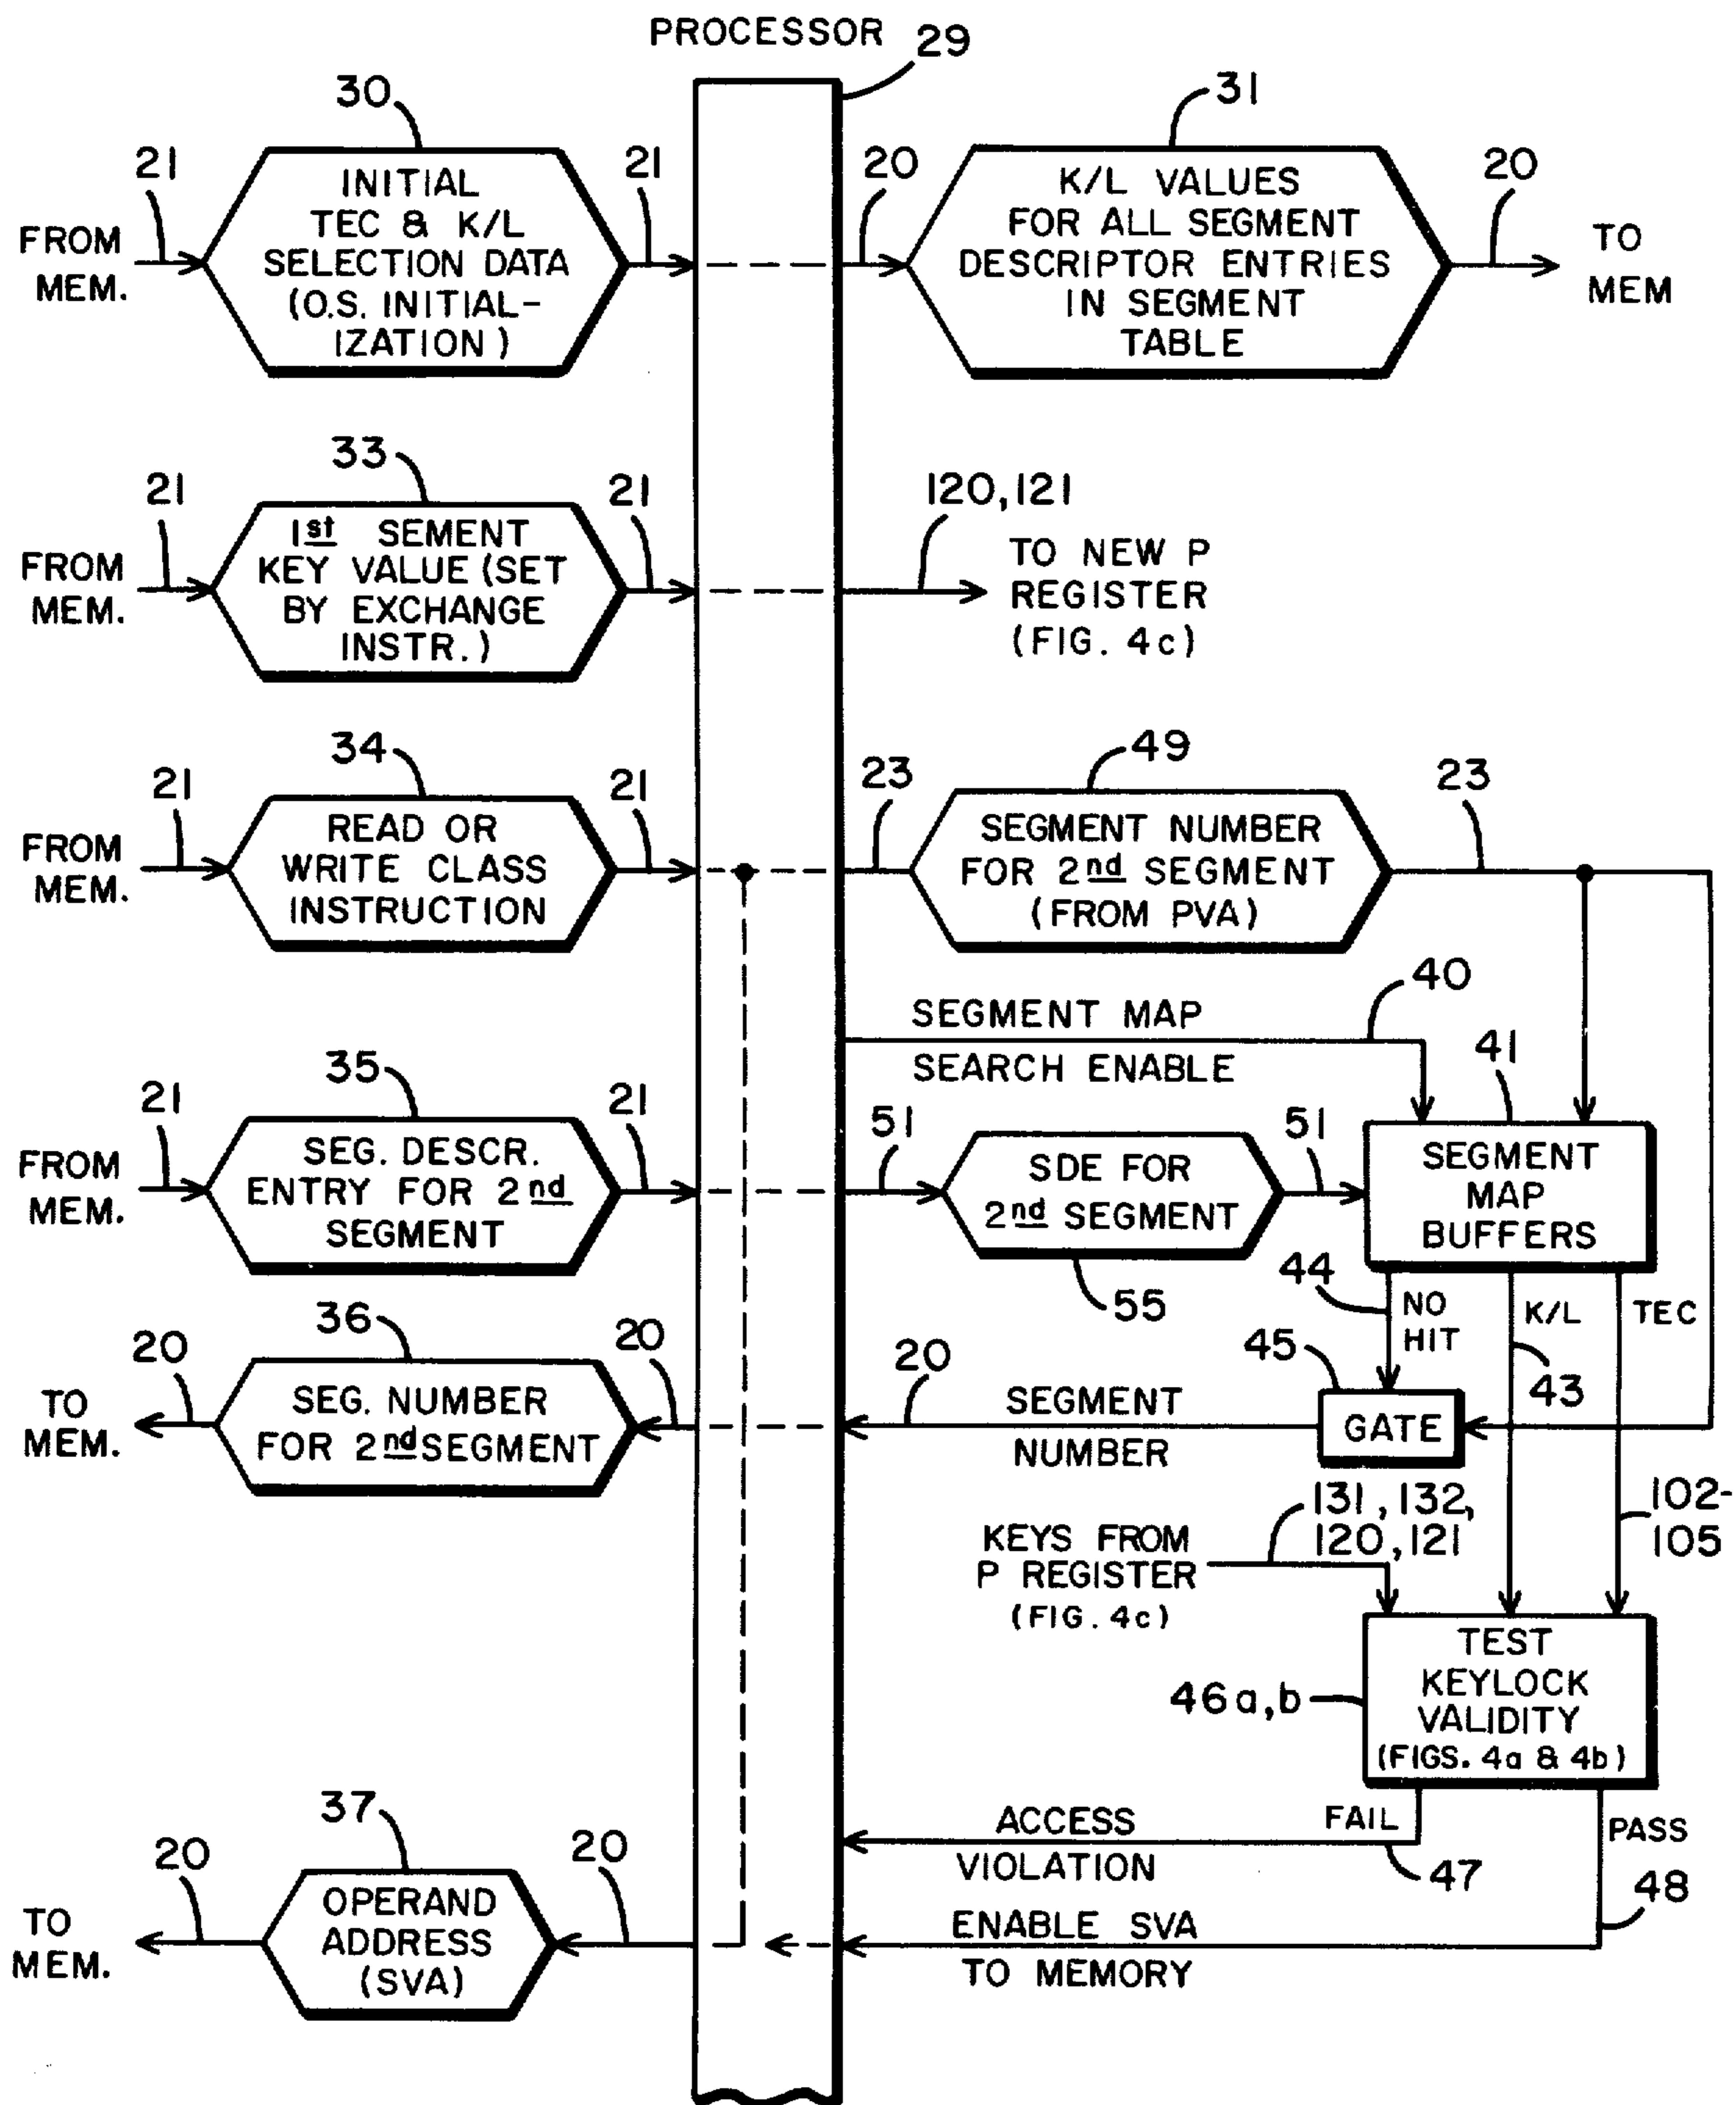 PROCESSOR 29
30
31
21
21
20
20
INITIAL
TEC & K/L
SELECTION DATA
(O.S. INITIAL-
IZATION)
FROM
MEM.
K/L VALUES
FOR ALL SEGMENT
DESCRIPTOR ENTRIES
IN SEGMENT
TABLE
TO
MEM
33
21
21
120,121
FROM
MEM.
1st SEMENT
KEY VALUE (SET
BY EXCHANGE
INSTR.)
TO NEW P
REGISTER
(FIG. 4c)
34
49
21
21
23
23
FROM
MEM.
READ OR
WRITE CLASS
INSTRUCTION
SEGMENT NUMBER
FOR 2nd SEGMENT
(FROM PVA)
40
SEGMENT MAP
SEARCH ENABLE
35
41
21
21
51
51
FROM
MEM.
SEG. DESCR.
ENTRY FOR 2nd
SEGMENT
SDE FOR
2nd SEGMENT
55
SEGMENT
MAP
BUFFERS
44
NO
HIT
K/L
TEC
43
36
20
20
20
45
TO
MEM.
SEG. NUMBER
FOR 2nd SEGMENT
SEGMENT
NUMBER
GATE
KEYS FROM
P REGISTER
(FIG. 4c)
131,132,
120,121
102-
105
46a,b
TEST
KEYLOCK
VALIDITY
(FIGS. 4a & 4b)
FAIL
PASS
ACCESS
VIOLATION
47
48
37
20
20
TO
MEM.
OPERAND
ADDRESS
(SVA)
ENABLE SVA
TO MEMORY